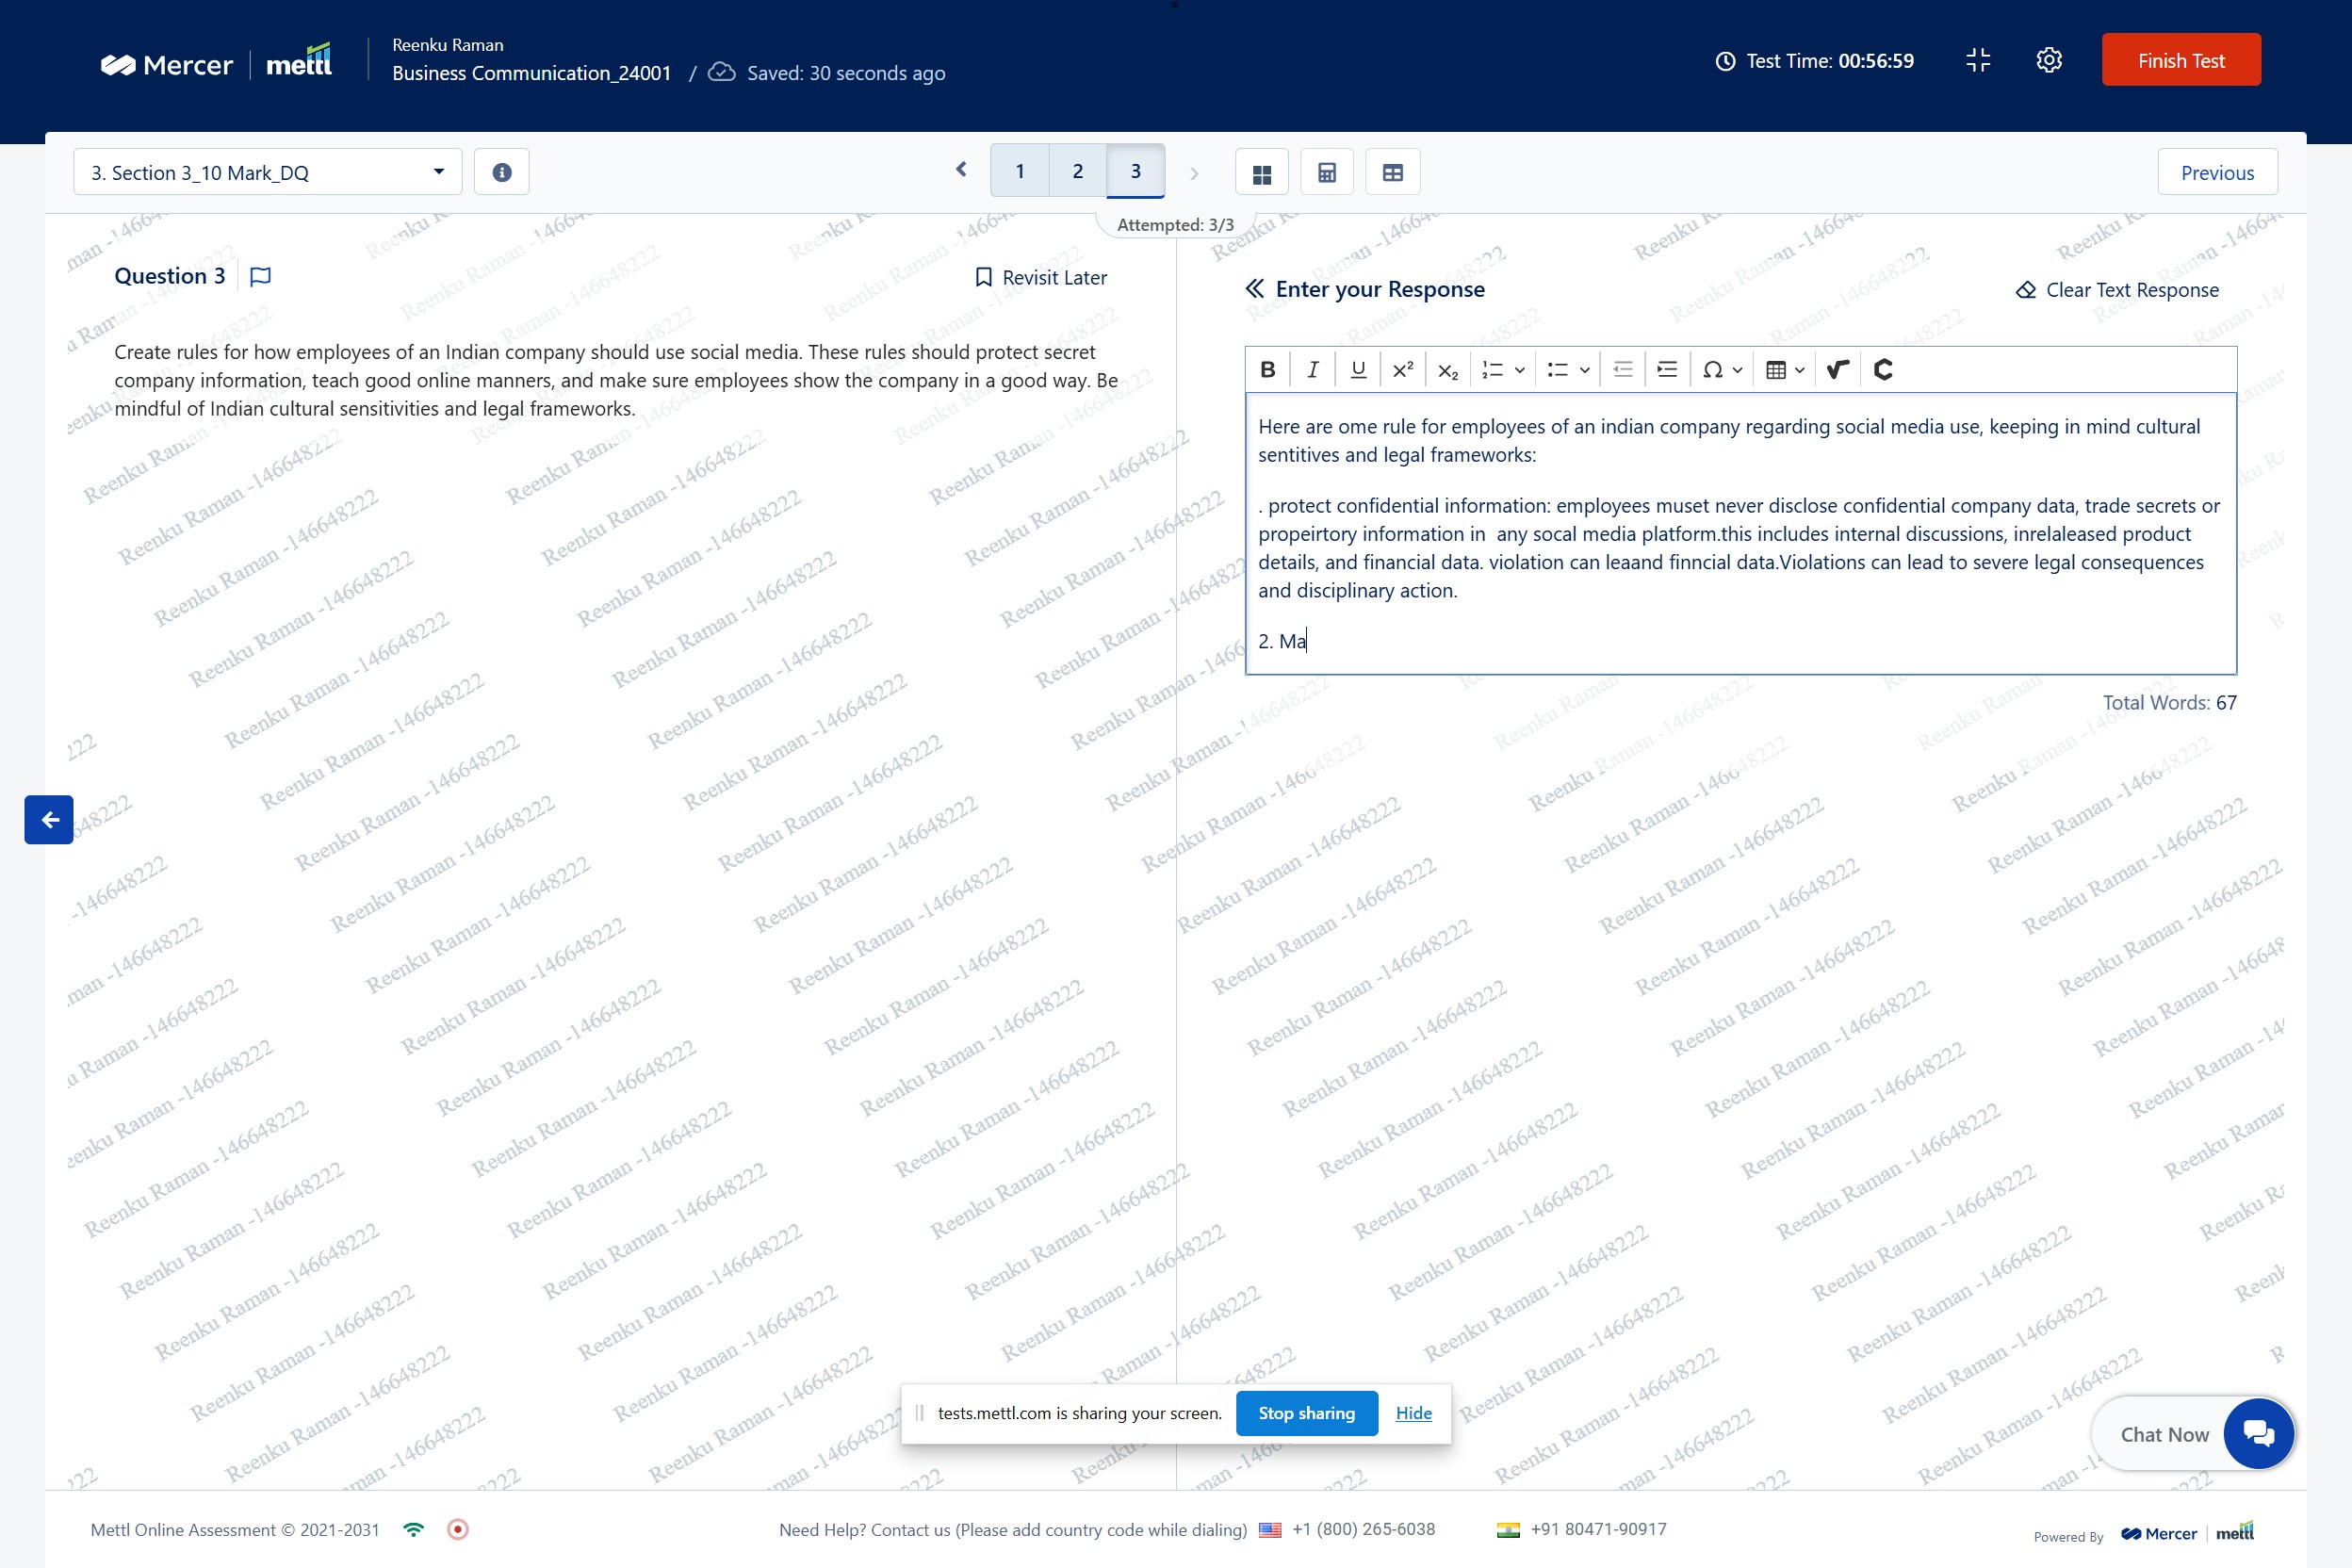 Mercer | mettl
Reenku Raman
Business Communication_24001 / Saved: 30 seconds ago
Test Time: 00:56:59
Finish Test
3. Section 3_10 Mark_DQ
1 2 3
Previous
Attempted: 3/3
Question 3
Revisit Later
Create rules for how employees of an Indian company should use social media. These rules should protect secret
company information, teach good online manners, and make sure employees show the company in a good way. Be
mindful of Indian cultural sensitivities and legal frameworks.
Enter your Response
Clear Text Response
B I U x² x₂ Ω
Here are ome rule for employees of an indian company regarding social media use, keeping in mind cultural
sentitives and legal frameworks:
. protect confidential information: employees muset never disclose confidential company data, trade secrets or
propeirtory information in  any socal media platform.this includes internal discussions, inrelaleased product
details, and financial data. violation can leaand finncial data.Violations can lead to severe legal consequences
and disciplinary action.
2. Ma
Total Words: 67
Reenku Raman -146648222
tests.mettl.com is sharing your screen.
Stop sharing
Hide
Chat Now
Mettl Online Assessment © 2021-2031
Need Help? Contact us (Please add country code while dialing) +1 (800) 265-6038 +91 80471-90917
Powered By Mercer | mettl